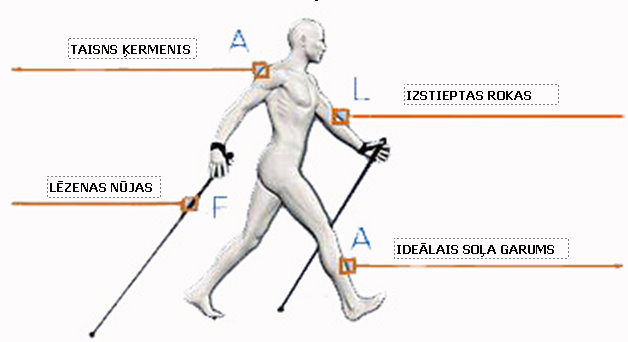 TAISNS ĶERMENIS
A
L
IZSTIEPTAS ROKAS
LĒZENAS NŪJAS
F
A
IDEĀLAIS SOĻA GARUMS